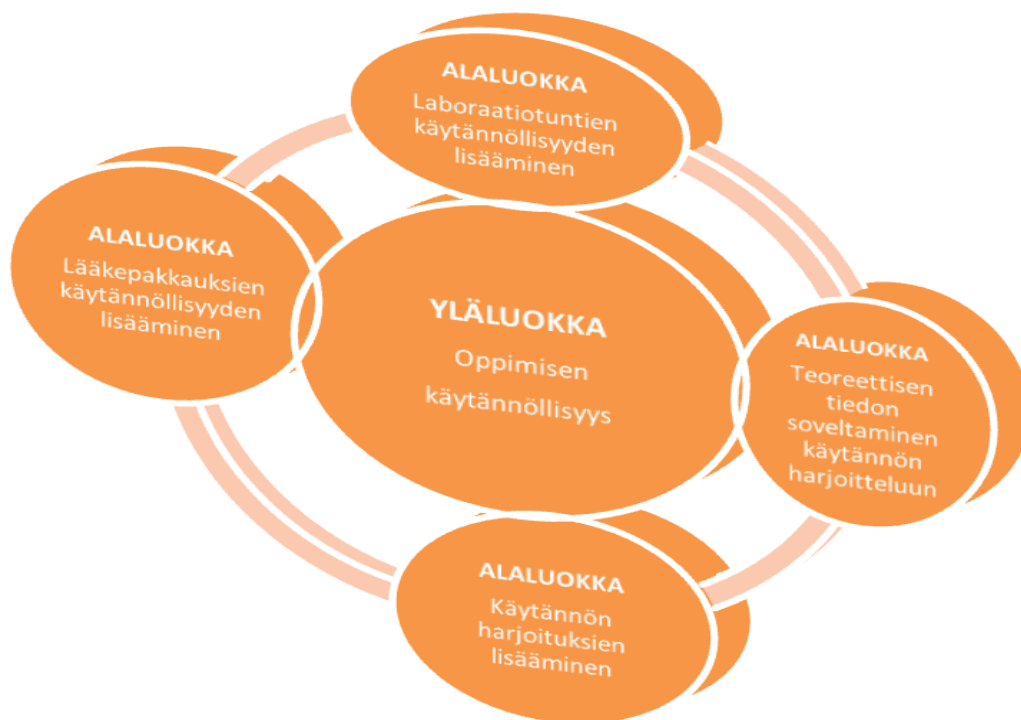 ALALUOKKA
Laboraatiotuntien
käytännöllisyyden
lisääminen
ALALUOKKA
Lääkepakkauksien
käytännöllisyyden
lisääminen
YLÄLUOKKA
Oppimisen
käytännöllisyys
ALALUOKKA
Teoreettisen
tiedon
soveltaminen
käytännön
harjoitteluun
ALALUOKKA
Käytännön
harjoituksien
lisääminen